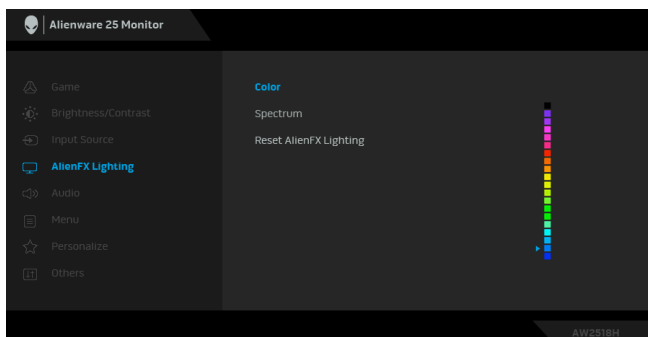 Alienware 25 Monitor
Game
Brightness/Contrast
Input Source
AlienFX Lighting
Audio
Menu
Personalize
Others
Color
Spectrum
Reset AlienFX Lighting
AW2518H